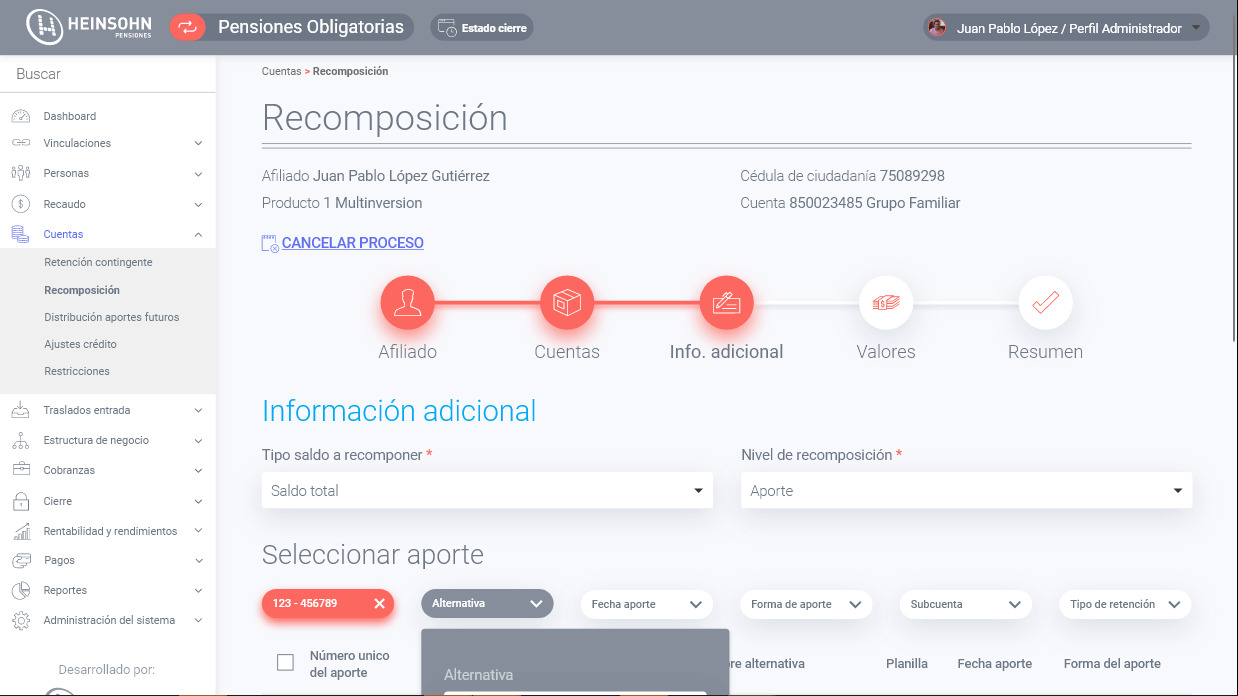 HEINSOHN
PENSIONES
Pensiones Obligatorias
Estado cierre
Juan Pablo López / Perfil Administrador
Buscar
Dashboard
Vinculaciones
Personas
Recaudo
Cuentas
Retención contingente
Recomposición
Distribución aportes futuros
Ajustes crédito
Restricciones
Traslados entrada
Estructura de negocio
Cobranzas
Cierre
Rentabilidad y rendimientos
Pagos
Reportes
Administración del sistema
Desarrollado por:
Cuentas > Recomposición
Recomposición
Afiliado Juan Pablo López Gutiérrez
Cédula de ciudadanía 75089298
Producto 1 Multinversion
Cuenta 850023485 Grupo Familiar
CANCELAR PROCESO
Afiliado
Cuentas
Info. adicional
Valores
Resumen
Información adicional
Tipo saldo a recomponer *
Nivel de recomposición *
Saldo total
Aporte
Seleccionar aporte
123 - 456789
Alternativa
Fecha aporte
Forma de aporte
Subcuenta
Tipo de retención
Número unico
del aporte
Alternativa
re alternativa
Planilla
Fecha aporte
Forma del aporte